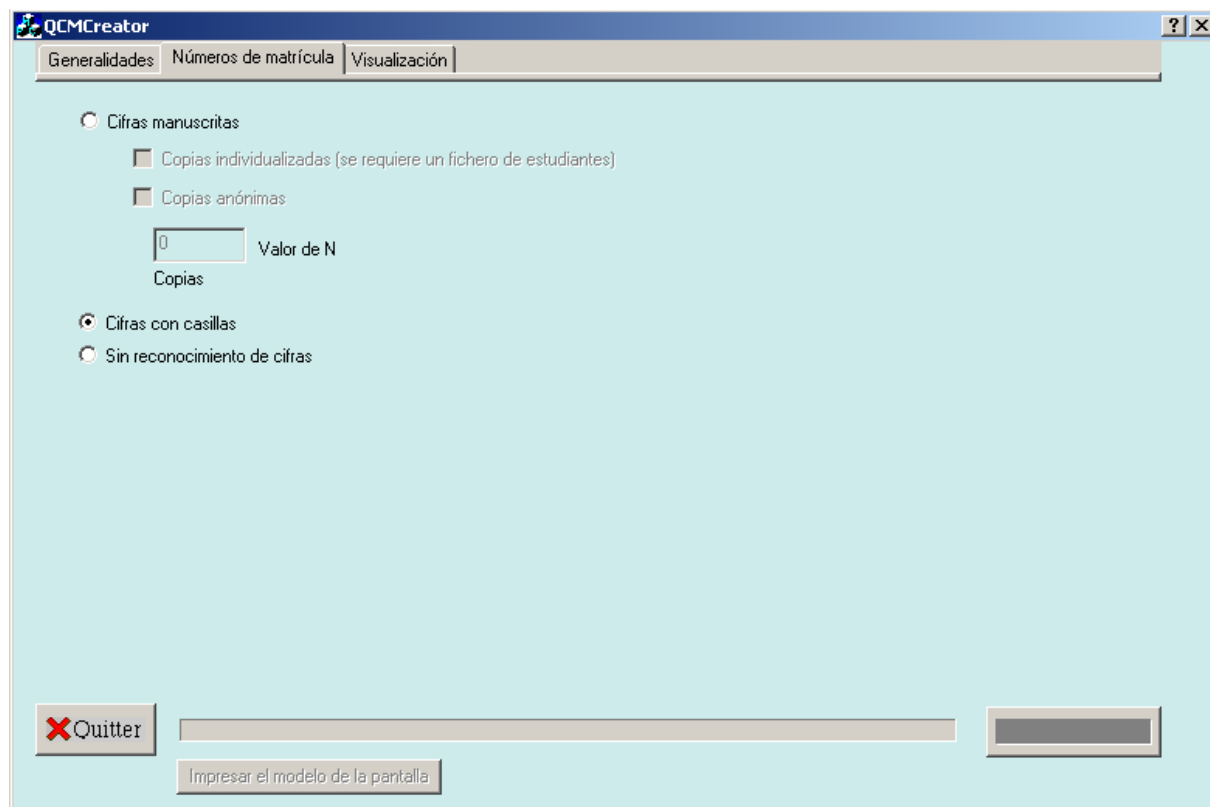 QCMCreator
Generalidades Números de matrícula Visualización
Cifras manuscritas
Copias individualizadas (se requiere un fichero de estudiantes)
Copias anónimas
0 Valor de N
Copias
Cifras con casillas
Sin reconocimiento de cifras
Quitter
Impresar el modelo de la pantalla